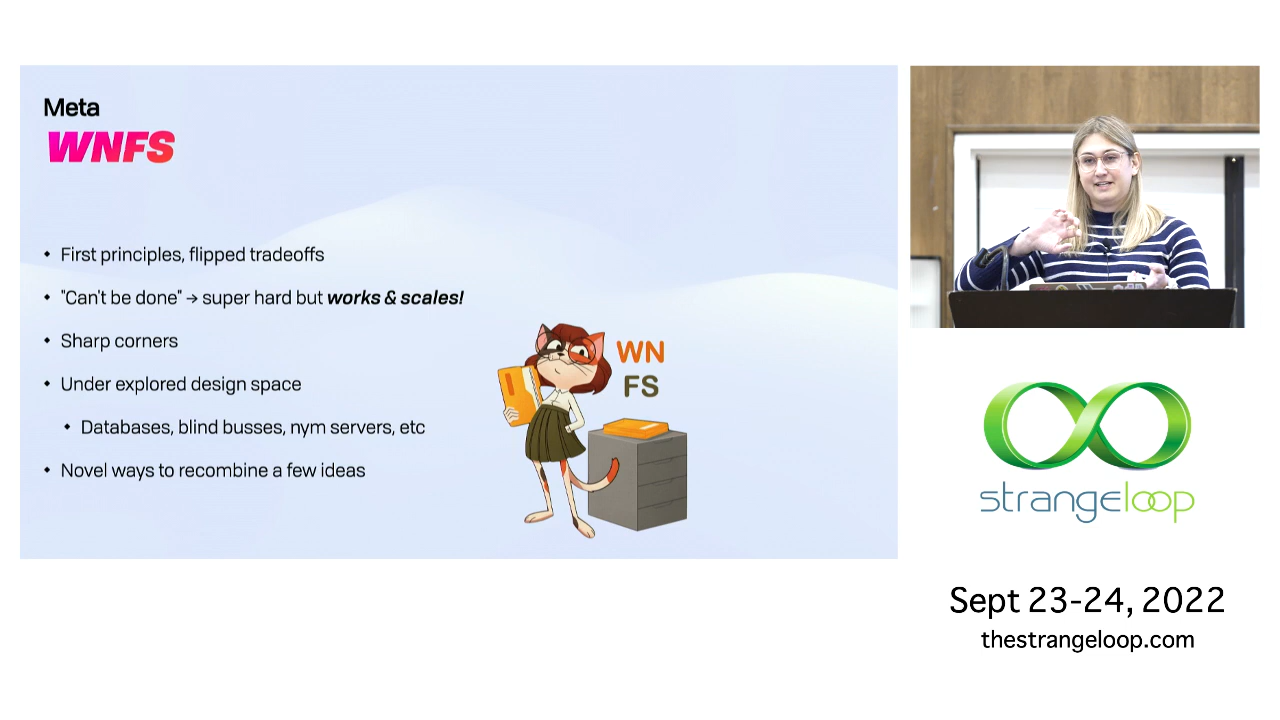 Meta
WNFS
First principles, flipped tradeoffs
"Can't be done" → super hard but works & scales!
Sharp corners
Under explored design space
Databases, blind busses, nym servers, etc
Novel ways to recombine a few ideas
WN
FS
strangeloop
Sept 23-24, 2022
thestrangeloop.com